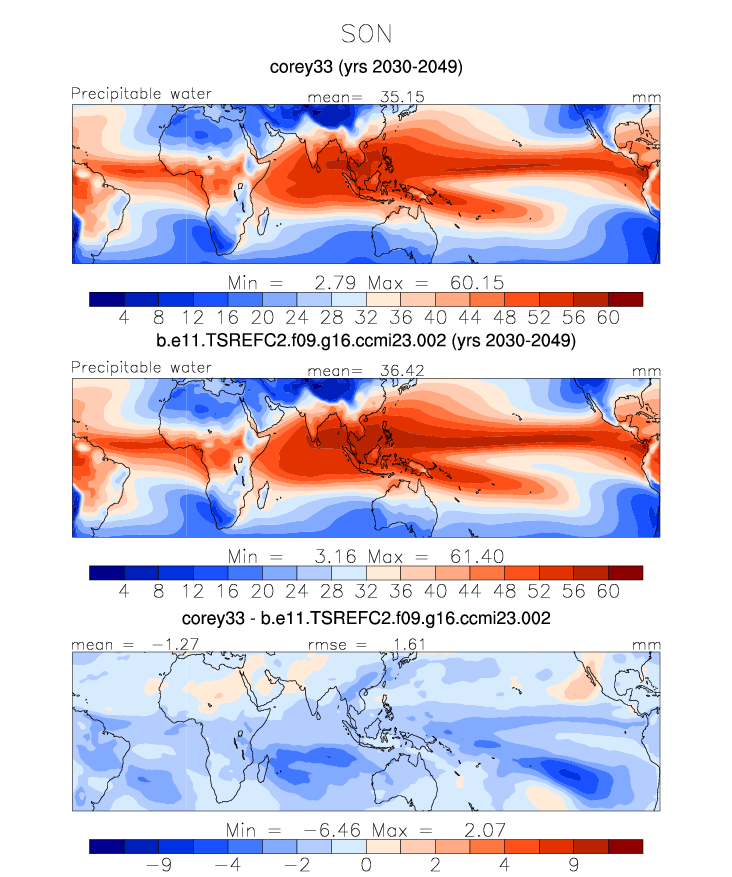 SON
corey33 (yrs 2030-2049)
Precipitable water mean= 35.15 mm
Min = 2.79 Max = 60.15
4 8 12 16 20 24 28 32 36 40 44 48 52 56 60
b.e11.TSREFC2.f09.g16.ccmi23.002 (yrs 2030-2049)
Precipitable water mean= 36.42 mm
Min = 3.16 Max = 61.40
4 8 12 16 20 24 28 32 36 40 44 48 52 56 60
corey33 - b.e11.TSREFC2.f09.g16.ccmi23.002
mean = -1.27 rmse = 1.61 mm
Min = -6.46 Max = 2.07
-9 -4 -2 0 2 4 9